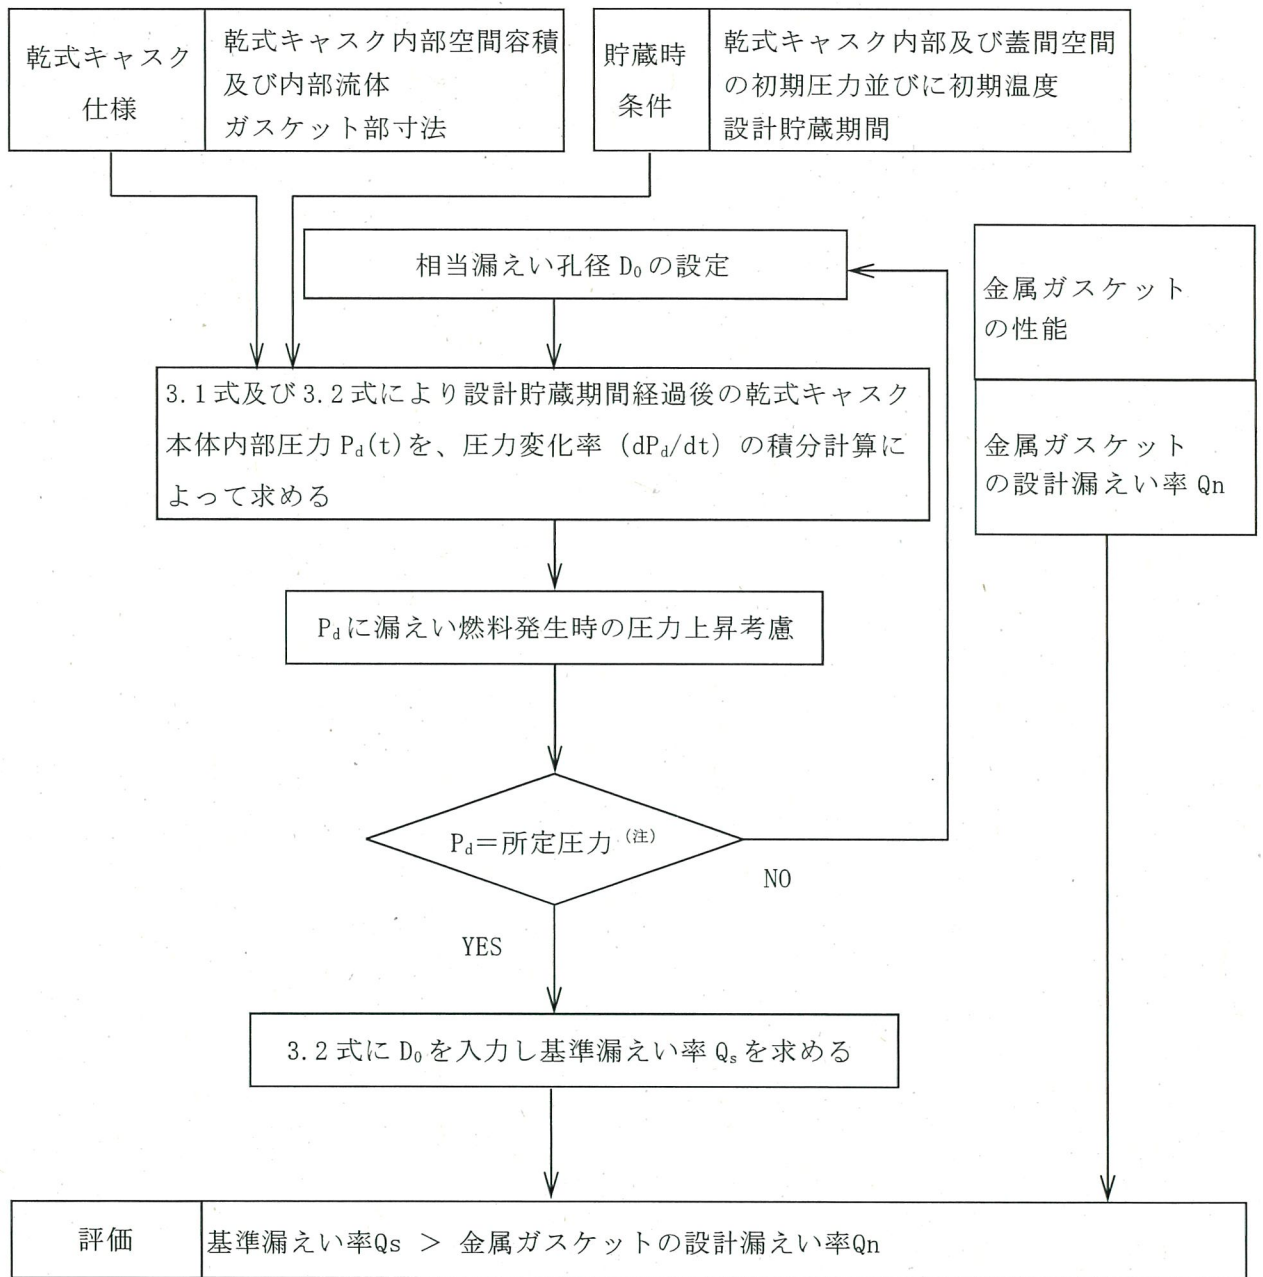 乾式キャスク
仕様
乾式キャスク内部空間容積
及び内部流体
ガスケット部寸法
貯蔵時
条件
乾式キャスク内部及び蓋間空間
の初期圧力並びに初期温度
設計貯蔵期間
相当漏えい孔径 D₀の設定
金属ガスケット
の性能
3.1式及び3.2式により設計貯蔵期間経過後の乾式キャスク
本体内部圧力 Pd(t)を、圧力変化率 (dPd/dt) の積分計算に
よって求める
金属ガスケット
の設計漏えい率 Qn
Pdに漏えい燃料発生時の圧力上昇考慮
Pd＝所定圧力(注)
NO
YES
3.2式に D₀を入力し基準漏えい率 Qsを求める
評価
基準漏えい率Qs ＞ 金属ガスケットの設計漏えい率Qn